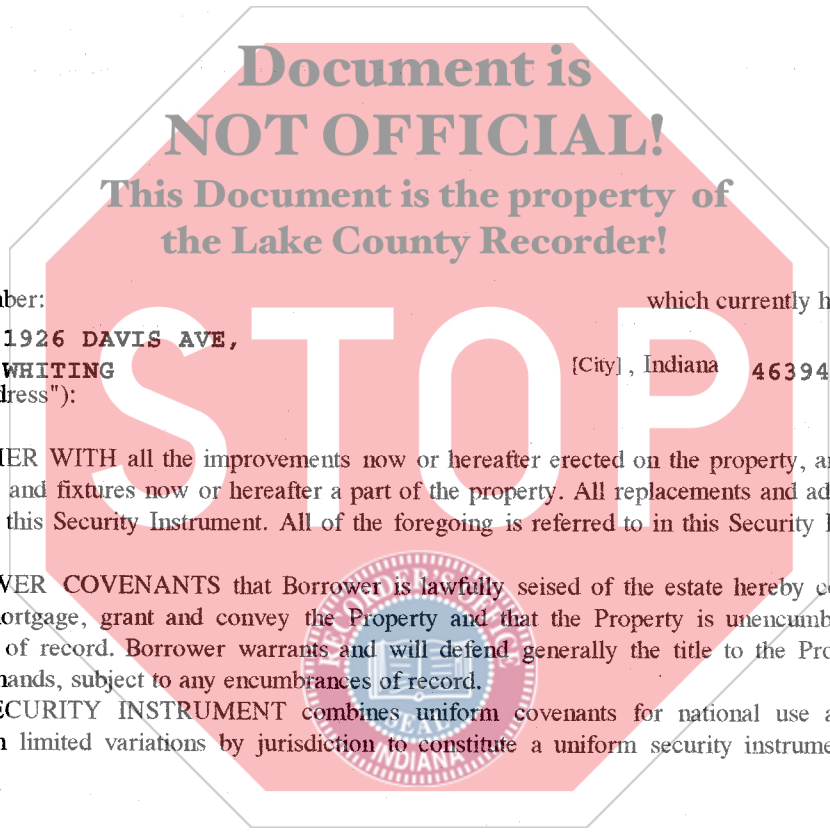 Document is
NOT OFFICIAL!
This Document is the property of
the Lake County Recorder!
STOP
ber:
which currently h
1926 DAVIS AVE,
WHITING [City] , Indiana 46394
dress"):
ER WITH all the improvements now or hereafter erected on the property, a
and fixtures now or hereafter a part of the property. All replacements and ad
this Security Instrument. All of the foregoing is referred to in this Security
VER COVENANTS that Borrower is lawfully seised of the estate hereby c
ortgage, grant and convey the Property and that the Property is unencumb
of record. Borrower warrants and will defend generally the title to the Pro
nands, subject to any encumbrances of record.
ECURITY INSTRUMENT combines uniform covenants for national use a
limited variations by jurisdiction to constitute a uniform security instrume
RECORDER'S OFFICE
SEAL
INDIANA